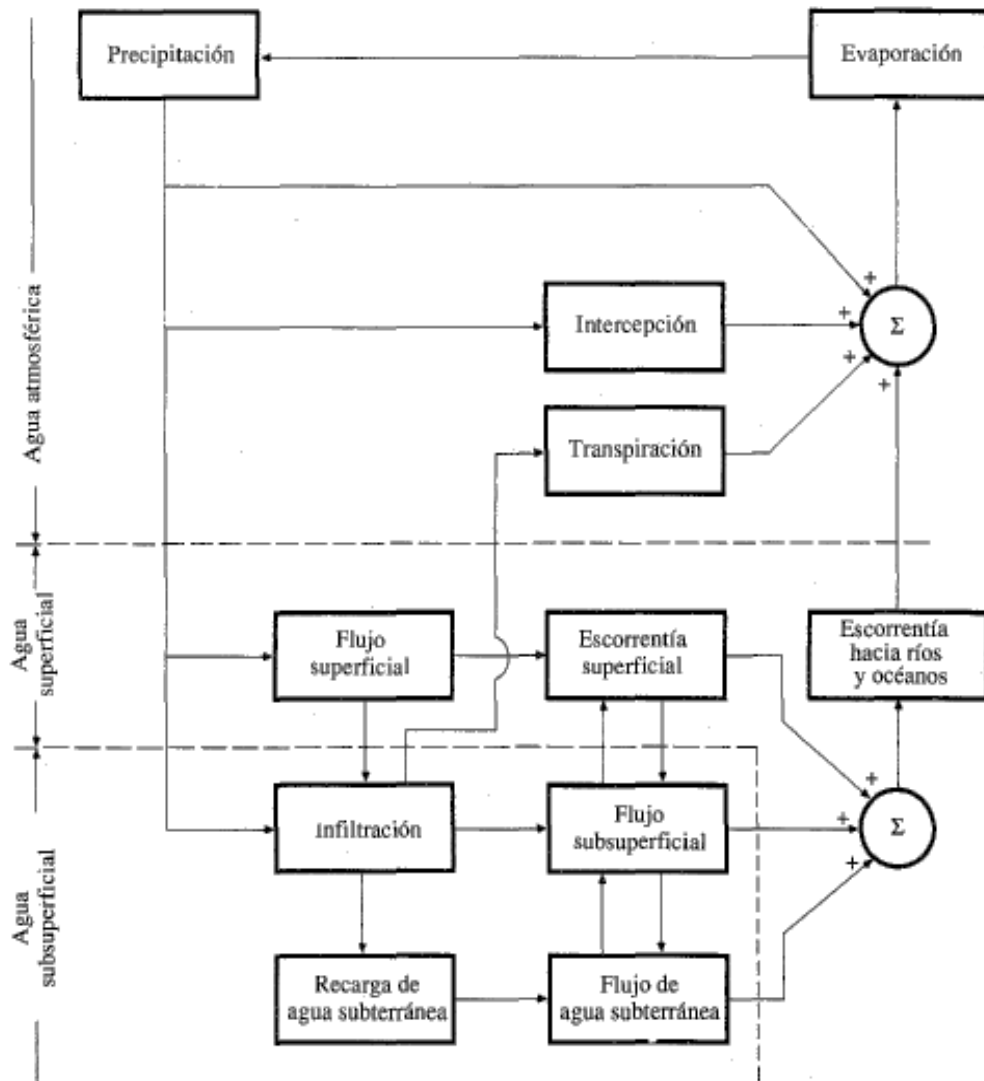 Precipitación
Evaporación
Agua atmosférica
+
+
Σ
+
+
Intercepción
Transpiración
Agua
superficial
Flujo
superficial
Escorrentía
superficial
Escorrentía
hacia ríos
y océanos
Agua
subsuperficial
infiltración
Flujo
subsuperficial
+
+
Σ
+
Recarga de
agua subterránea
Flujo de
agua subterránea